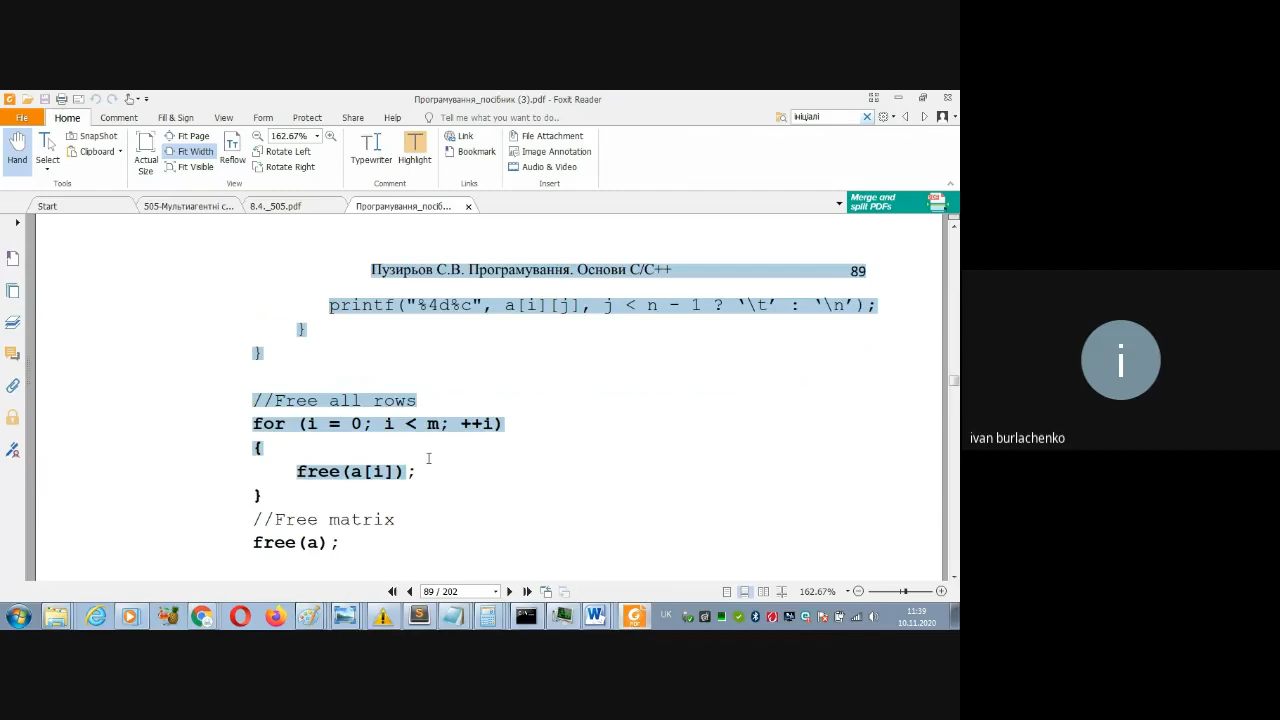 Програмування_посібник (3).pdf - Foxit Reader
File Home Comment Fill & Sign View Form Protect Share Help Tell me what you want to do.. ініціалі
Hand
Select
SnapShot
Clipboard
Actual Size
Fit Page
Fit Width
Fit Visible
Reflow
162.67%
Rotate Left
Rotate Right
Typewriter
Highlight
Link
Bookmark
File Attachment
Image Annotation
Audio & Video
Tools View Comment Links Insert
Start 505-Мультиагентні с... 8.4._505.pdf Програмування_посіб...
Merge and
split PDFs
Пузирьов С.В. Програмування. Основи С/С++ 89
printf("%4d%c", a[i][j], j < n - 1 ? ‘\t’ : ‘\n’);
}
}
//Free all rows
for (i = 0; i < m; ++i)
{
free(a[i]);
}
//Free matrix
free(a);
89 / 202
162.67%
UK
11:39
10.11.2020
i
ivan burlachenko